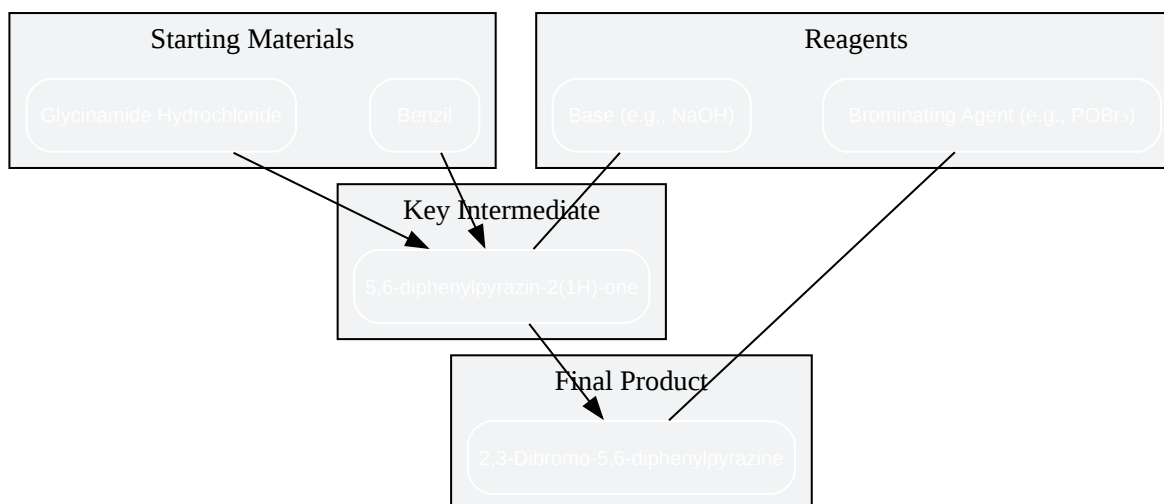 Starting Materials
Reagents
Glycinamide Hydrochloride
Benzil
Base (e.g., NaOH)
Brominating Agent (e.g., POBr₃)
Key Intermediate
5,6-diphenylpyrazin-2(1H)-one
Final Product
2,3-Dibromo-5,6-diphenylpyrazine